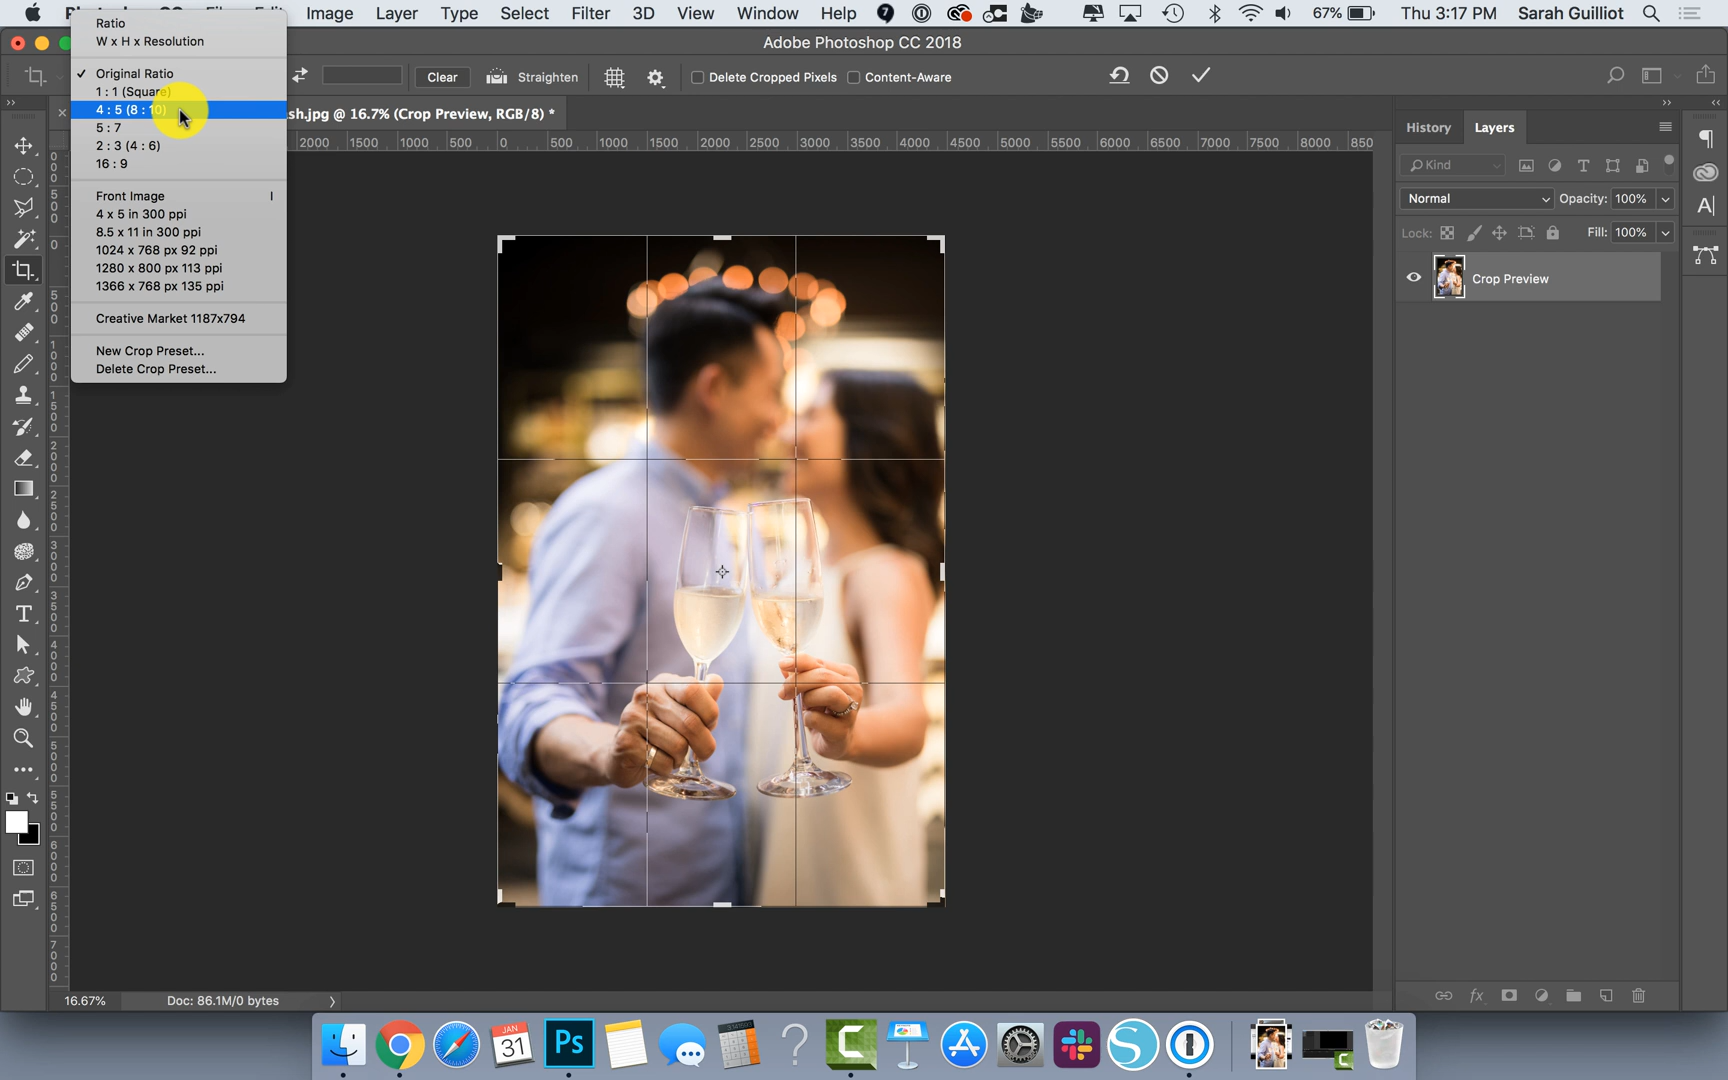 Image Layer Type Select Filter 3D View Window Help 67% Thu 3:17 PM Sarah Guilliot
Adobe Photoshop CC 2018
Ratio
W x H x Resolution
✓ Original Ratio
1 : 1 (Square)
4 : 5 (8 : 10)
5 : 7
2 : 3 (4 : 6)
16 : 9
Front Image I
4 x 5 in 300 ppi
8.5 x 11 in 300 ppi
1024 x 768 px 92 ppi
1280 x 800 px 113 ppi
1366 x 768 px 135 ppi
Creative Market 1187x794
New Crop Preset...
Delete Crop Preset...
Clear Straighten Delete Cropped Pixels Content-Aware
sh.jpg @ 16.7% (Crop Preview, RGB/8) *
2000 1500 1000 500 0 500 1000 1500 2000 2500 3000 3500 4000 4500 5000 5500 6000 6500 7000 7500 8000 850
History Layers
Kind
Normal Opacity: 100%
Lock: Fill: 100%
Crop Preview
16.67% Doc: 86.1M/0 bytes
JAN
31
Ps